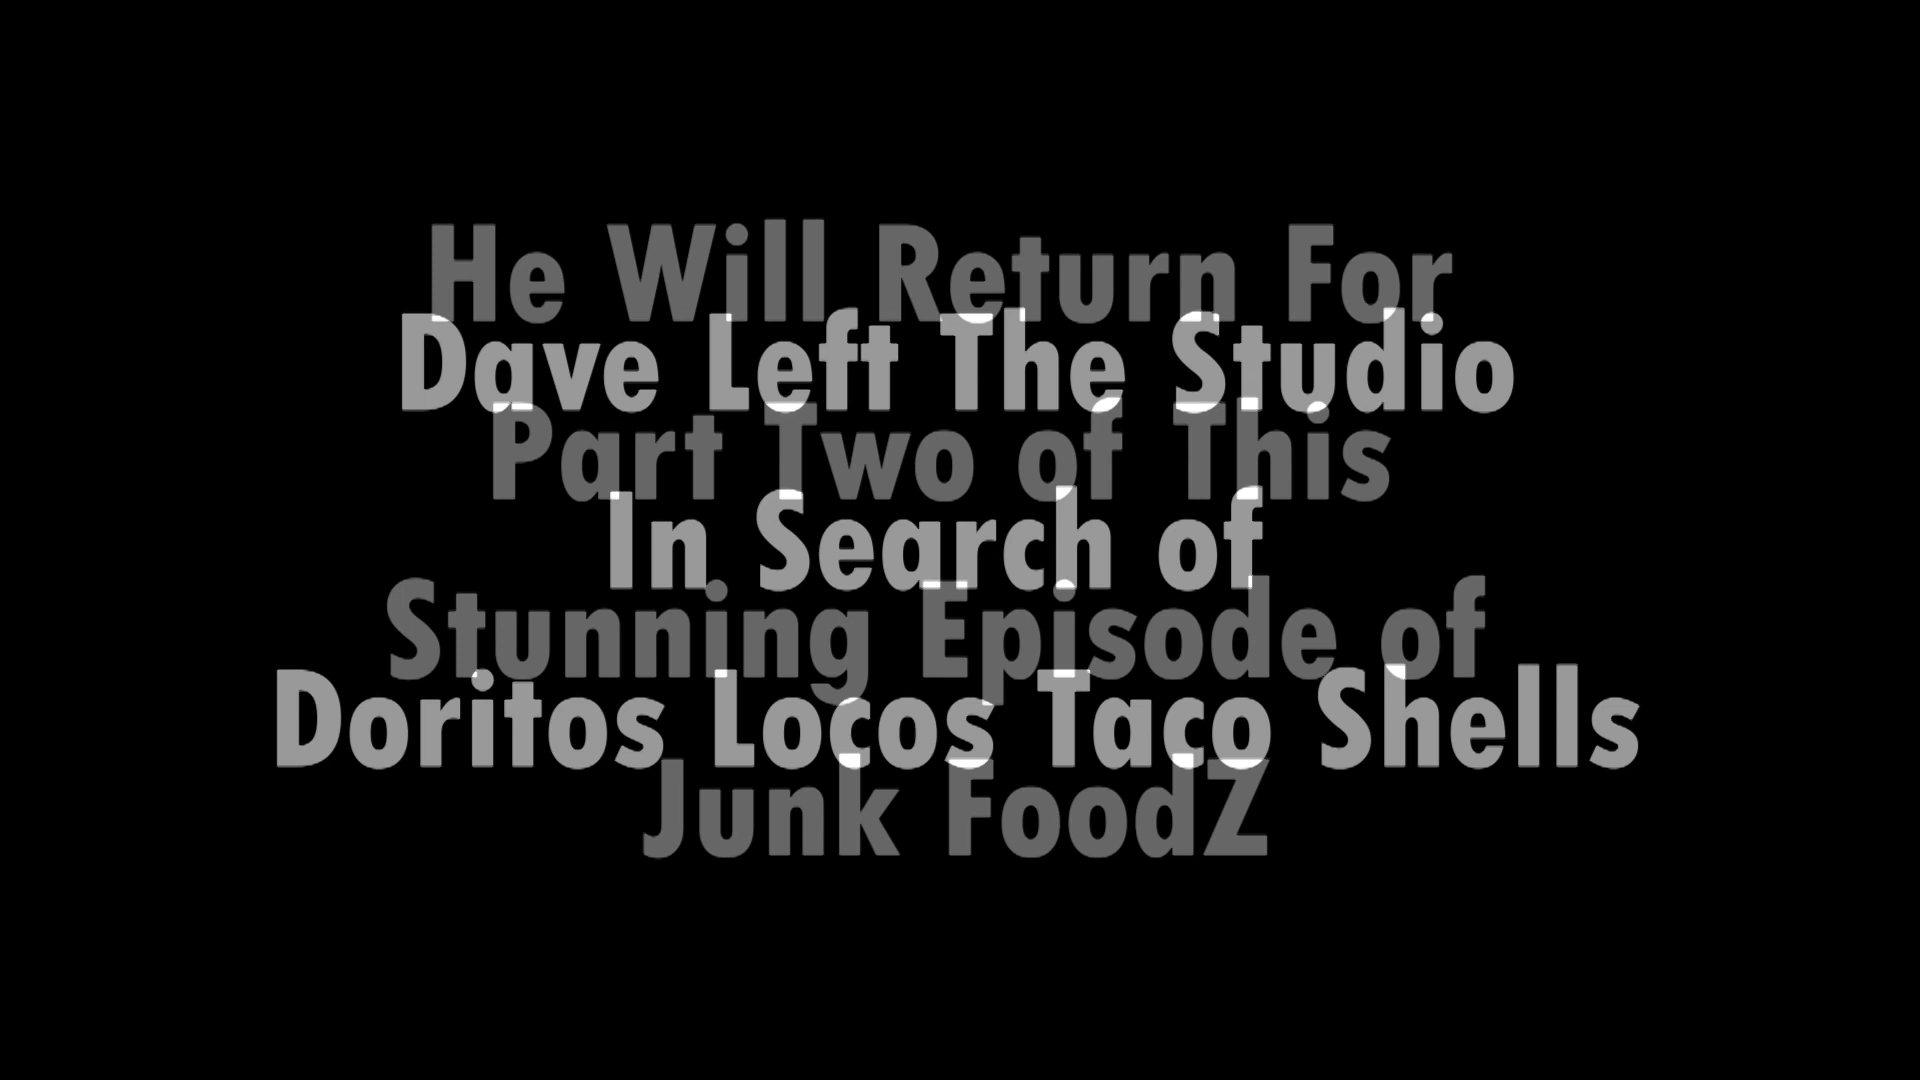 He Will Return For
Dave Left The Studio
Part Two of This
In Search of
Stunning Episode of
Doritos Locos Taco Shells
Junk FoodZ